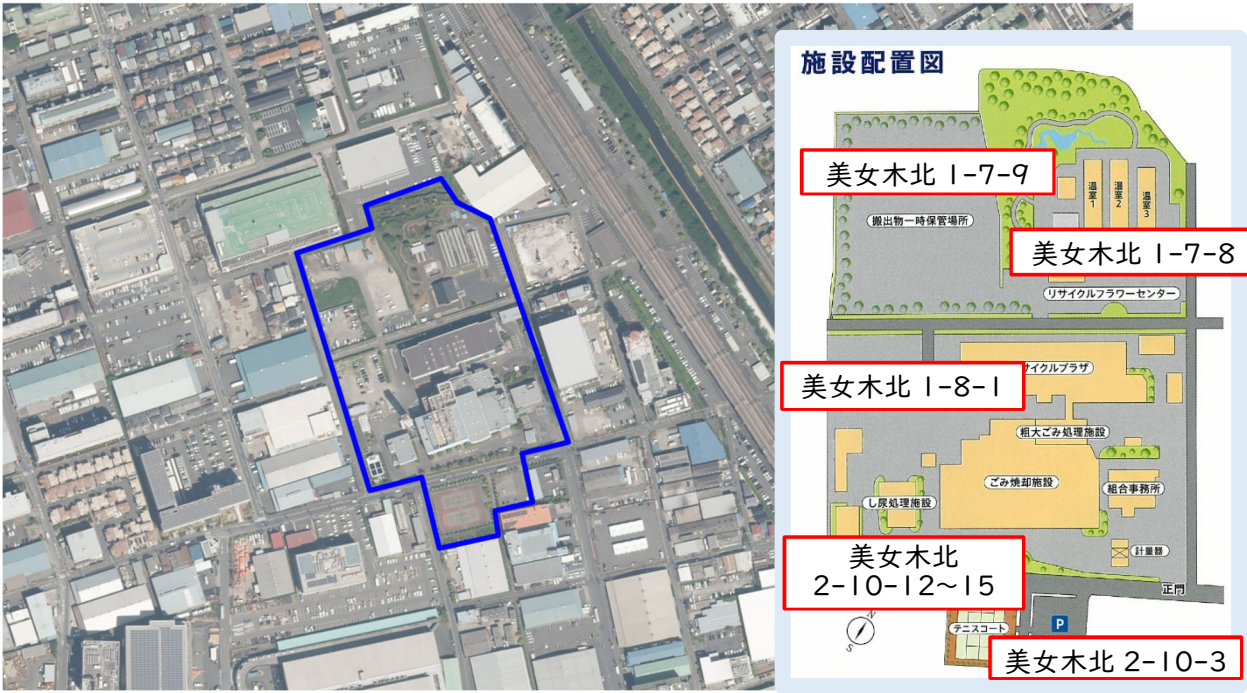 施設配置図
美女木北 1-7-9
温室1
温室2
温室3
搬出物一時保管場所
美女木北 1-7-8
リサイクルフラワーセンター
美女木北 1-8-1
サイクルプラザ
粗大ごみ処理施設
ごみ焼却施設
組合事務所
し尿処理施設
計量器
美女木北
2-10-12～15
正門
N
S
テニスコート
P
美女木北 2-10-3